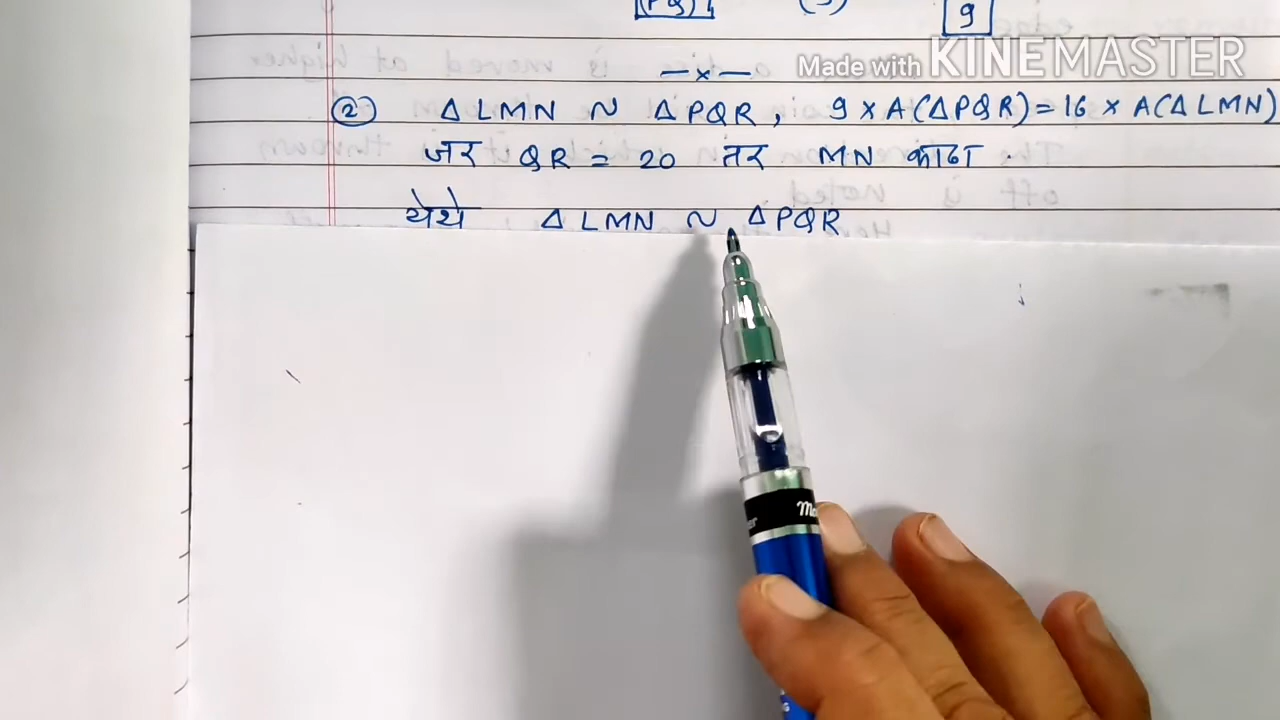 9
Made with KINEMASTER
—x—
② Δ LMN ~ Δ PQR, 9 x A(Δ PQR) = 16 x A(Δ LMN)
जर QR = 20 तर MN काढा.
येथे Δ LMN ~ Δ PQR